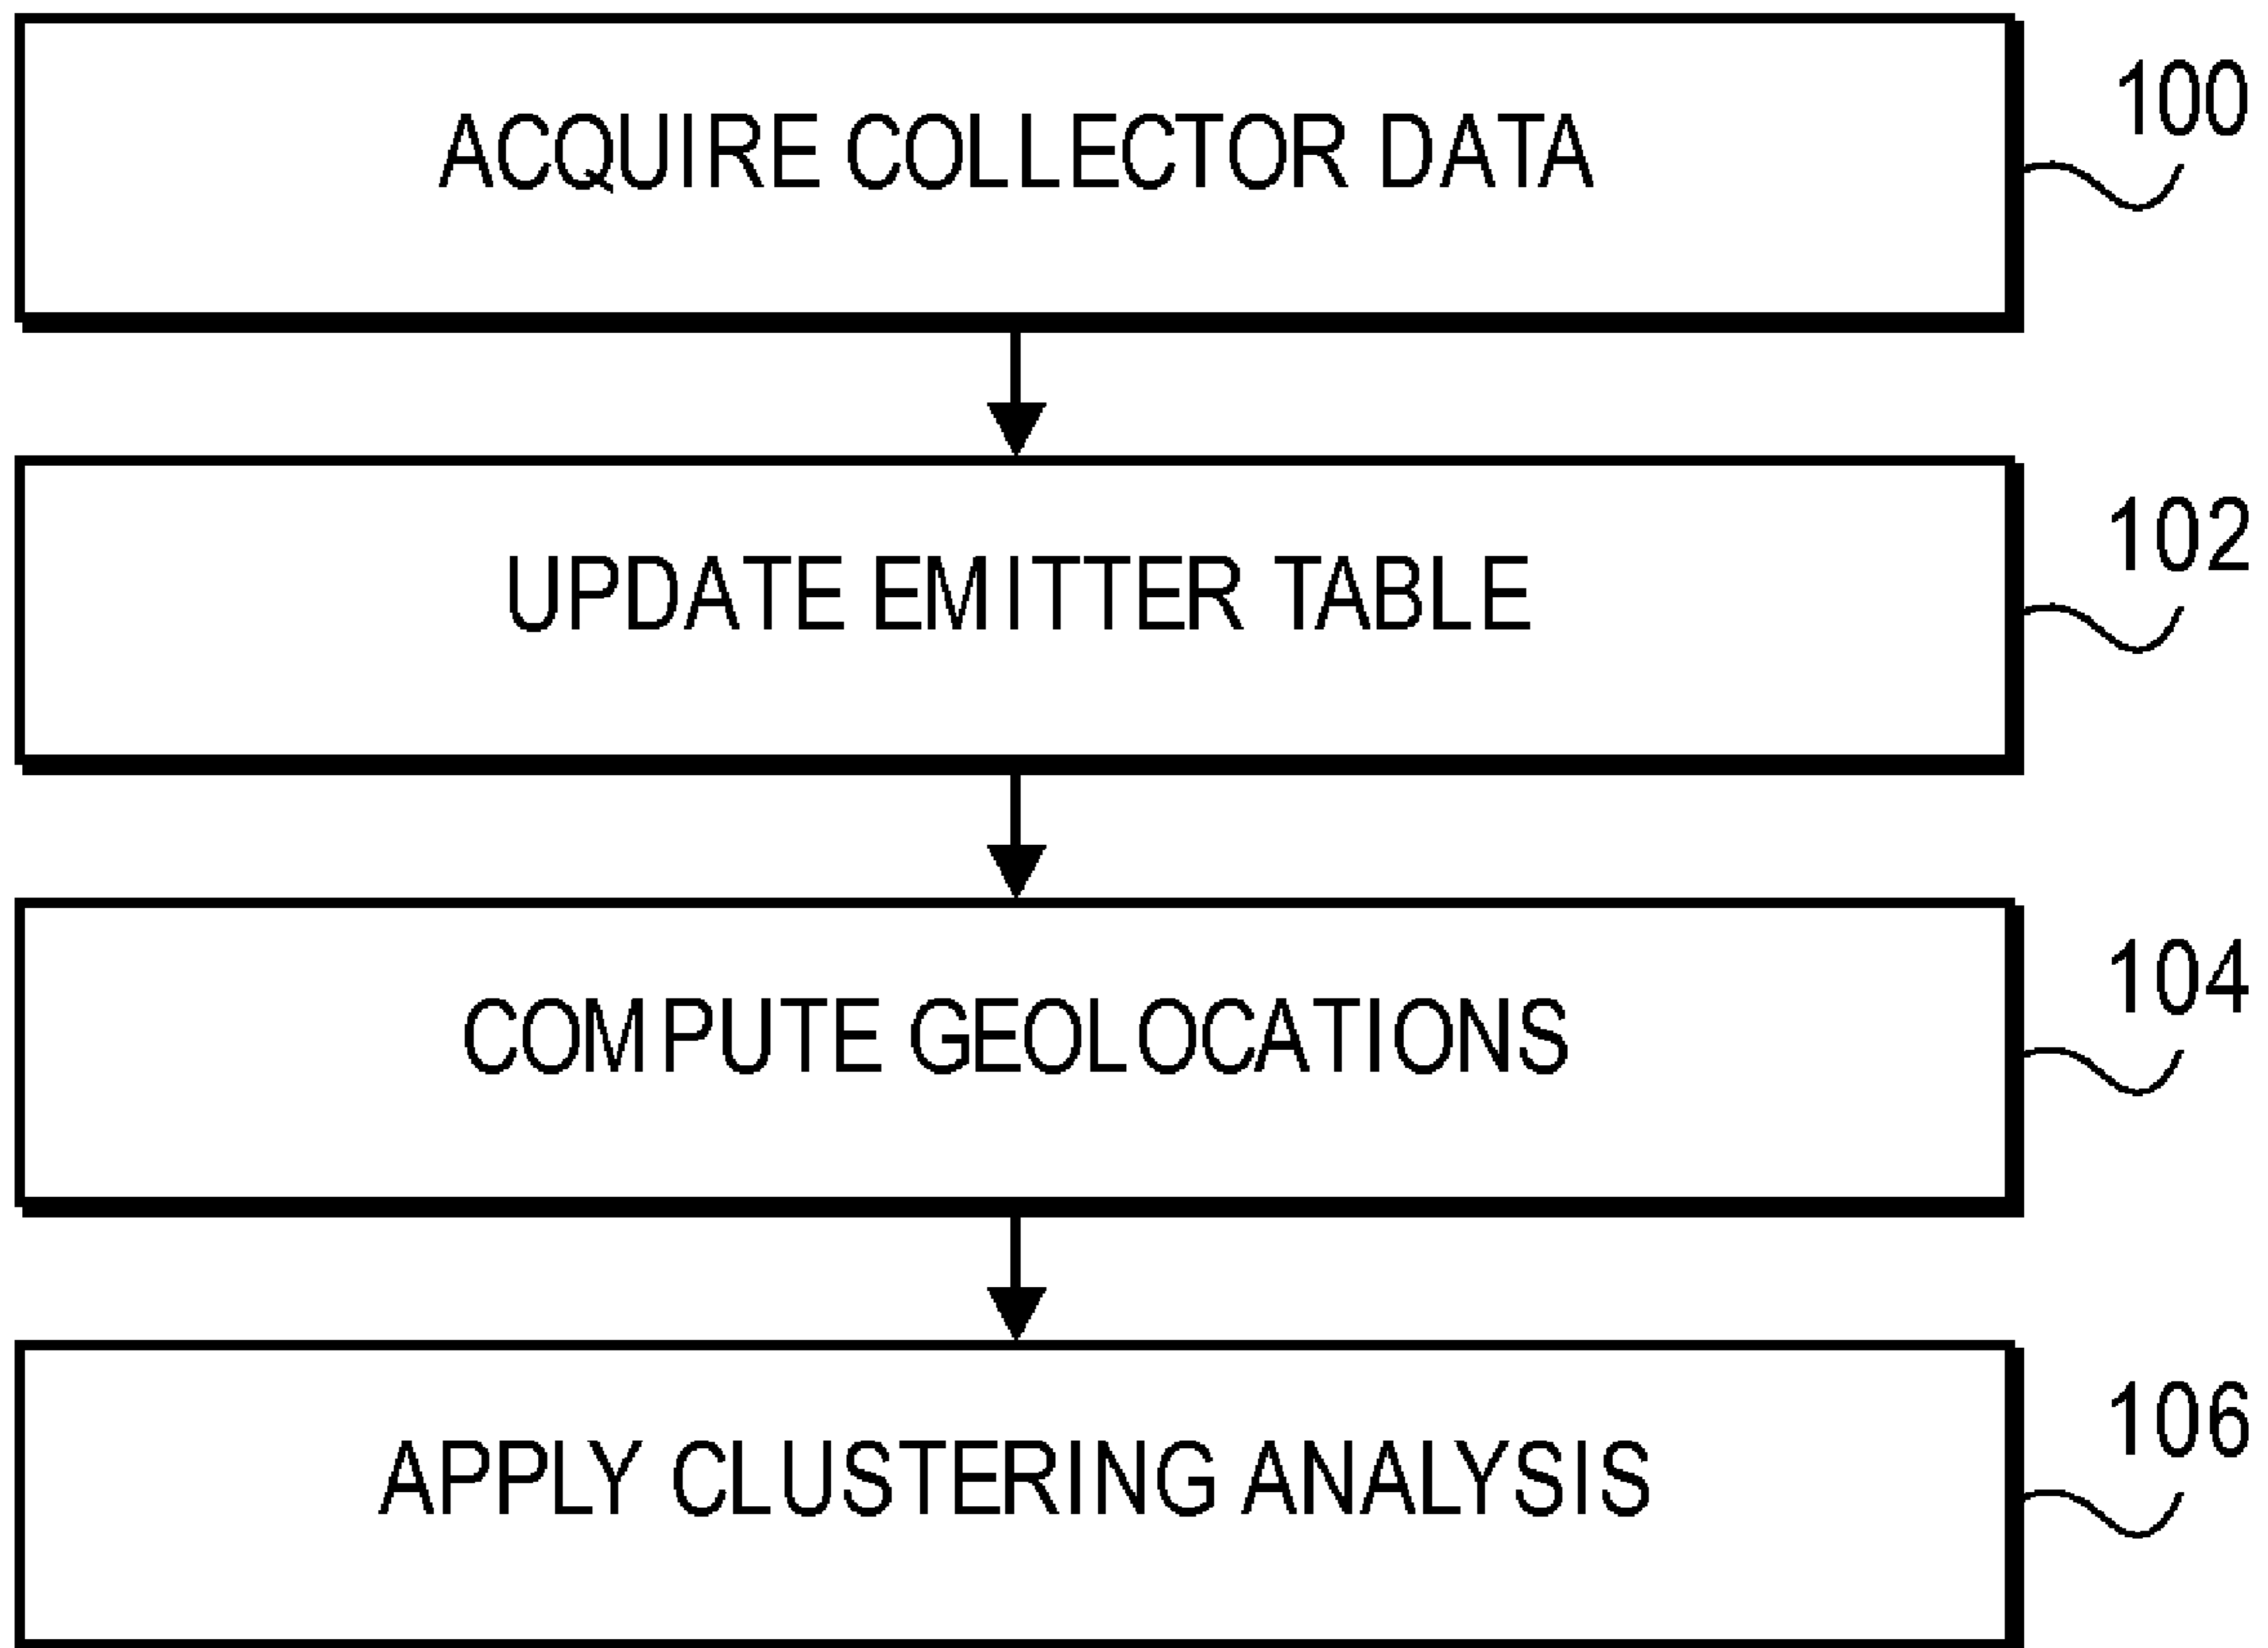 ACQUIRE COLLECTOR DATA
100
UPDATE EMITTER TABLE
102
COMPUTE GEOLOCATIONS
104
APPLY CLUSTERING ANALYSIS
106